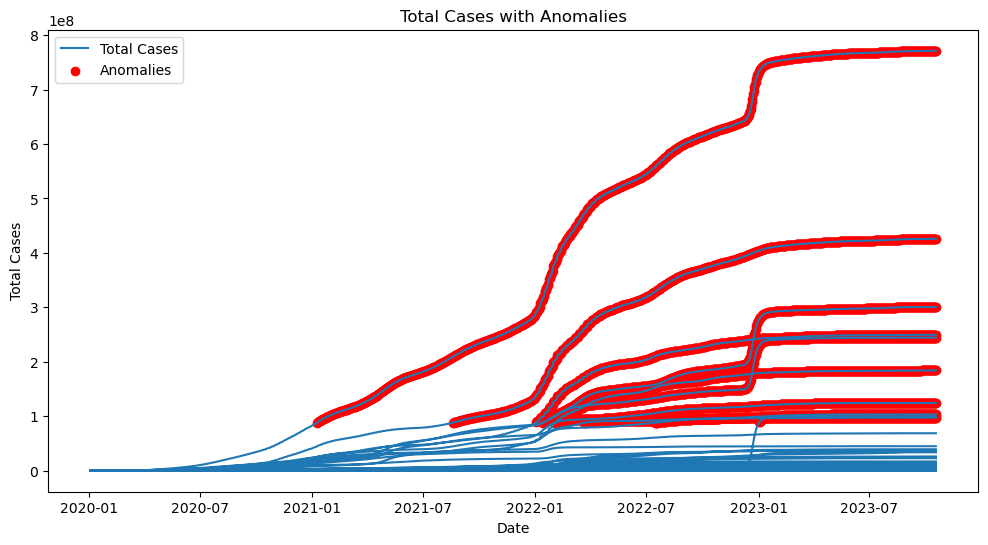 Total Cases with Anomalies
1e8
Total Cases
Anomalies
8
7
6
5
4
3
2
1
0
Total Cases
2020-01 2020-07 2021-01 2021-07 2022-01 2022-07 2023-01 2023-07
Date